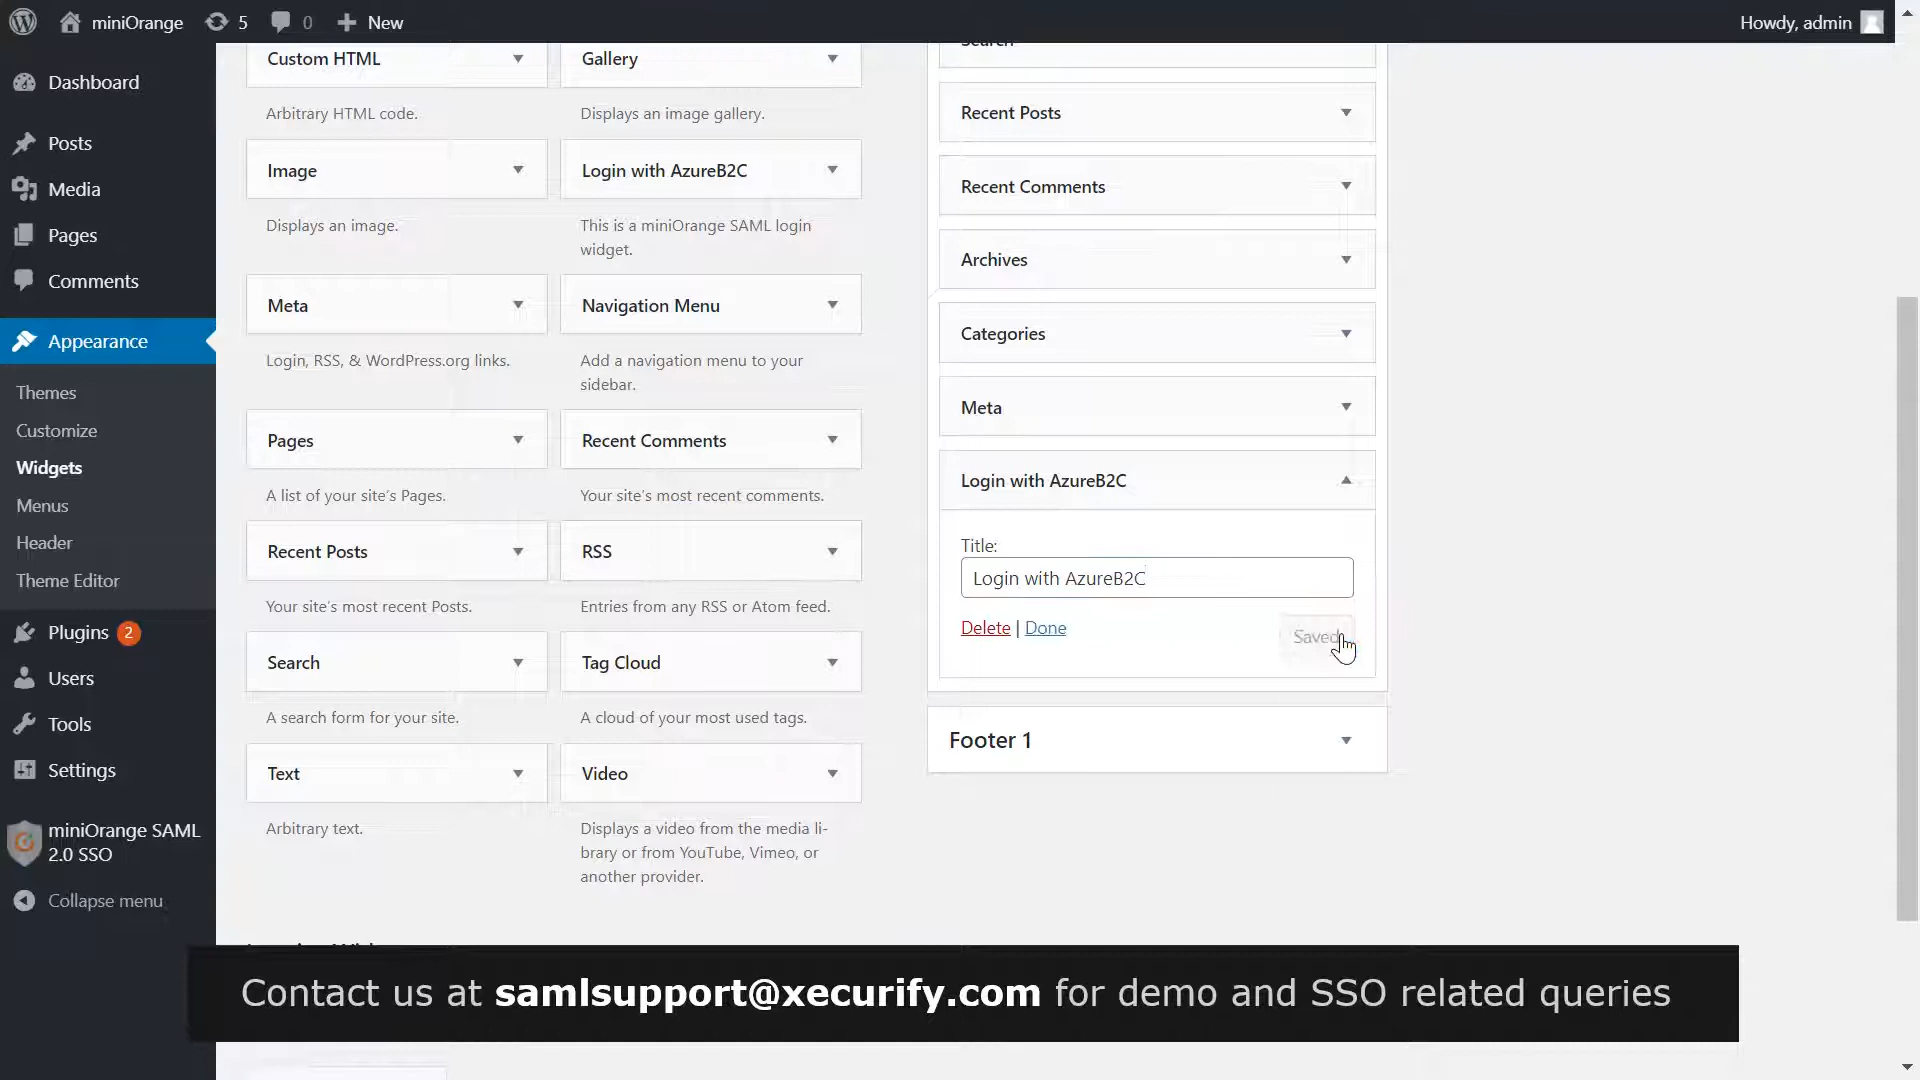 miniOrange
5
0
New
Howdy, admin
Dashboard
Posts
Media
Pages
Comments
Appearance
Themes
Customize
Widgets
Menus
Header
Theme Editor
Plugins 2
Users
Tools
Settings
miniOrange SAML
2.0 SSO
Collapse menu
Custom HTML
Arbitrary HTML code.
Gallery
Displays an image gallery.
Image
Displays an image.
Login with AzureB2C
This is a miniOrange SAML login
widget.
Meta
Login, RSS, & WordPress.org links.
Navigation Menu
Add a navigation menu to your
sidebar.
Pages
A list of your site's Pages.
Recent Comments
Your site's most recent comments.
Recent Posts
Your site's most recent Posts.
RSS
Entries from any RSS or Atom feed.
Search
A search form for your site.
Tag Cloud
A cloud of your most used tags.
Text
Arbitrary text.
Video
Displays a video from the media li-
brary or from YouTube, Vimeo, or
another provider.
Search
Recent Posts
Recent Comments
Archives
Categories
Meta
Login with AzureB2C
Title:
Login with AzureB2C
Delete | Done
Saved
Footer 1
Contact us at samlsupport@xecurify.com for demo and SSO related queries